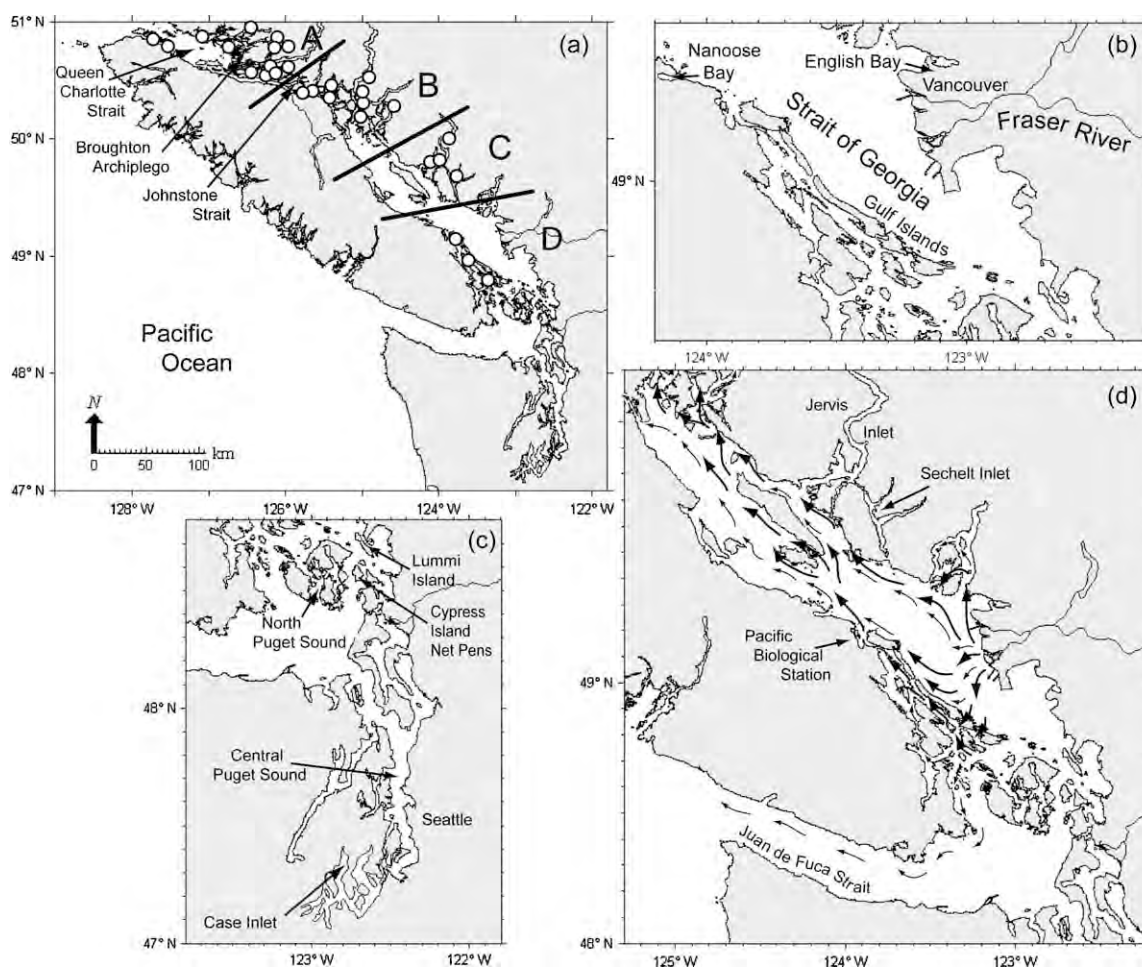 (a)
51° N
50° N
49° N
48° N
47° N
128° W
126° W
124° W
122° W
A
B
C
D
Queen
Charlotte
Strait
Broughton
Archiplego
Johnstone
Strait
Pacific
Ocean
N
0 50 100 km
(b)
Nanoose
Bay
English Bay
Vancouver
Fraser River
Strait of Georgia
Gulf Islands
49° N
124° W
123° W
(c)
Lummi
Island
North
Puget Sound
Cypress
Island
Net Pens
48° N
Central
Puget Sound
Seattle
Case Inlet
47° N
123° W
122° W
(d)
Jervis
Inlet
Sechelt Inlet
Pacific
Biological
Station
49° N
Juan de Fuca Strait
48° N
125° W
124° W
123° W